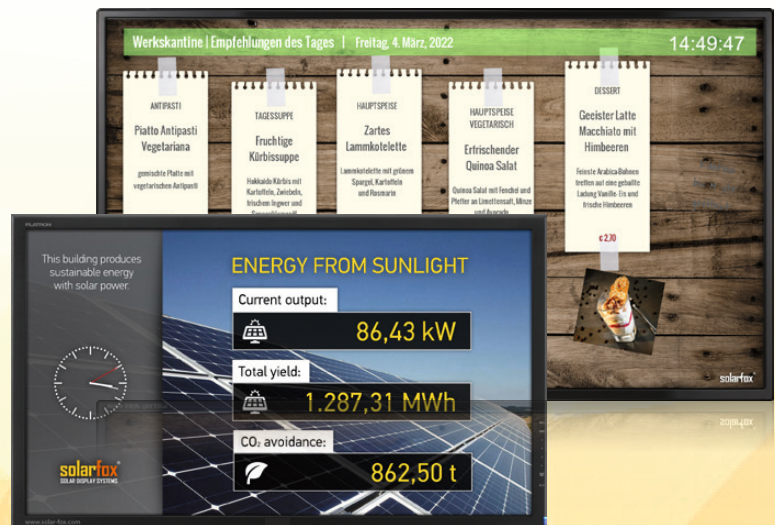 Werkskantine | Empfehlungen des Tages | Freitag, 4. März, 2022
14:49:47
ANTIPASTI
Piatto Antipasti
Vegetariana
gemischte Platte mit
vegetarischen Antipasti
TAGESSUPPE
Fruchtige
Kürbissuppe
Hokkaido Kürbis mit
Kartoffeln, Zwiebeln,
frischem Ingwer und
HAUPTSPEISE
Zartes
Lammkotelette
Lammkotelette mit grünem
Spargel, Kartoffeln
und Rosmarin
HAUPTSPEISE
VEGETARISCH
Erfrischender
Quinoa Salat
Quinoa Salat mit Fenchel und
Pfeffer an Limettensaft, Minze
und Avocado
DESSERT
Geeister Latte
Macchiato mit
Himbeeren
Feinste Arabica-Bohnen
treffen auf eine geballte
Ladung Vanille-Eis und
frische Himbeeren
€ 2,70
solarfox
PLATRON
This building produces
sustainable energy
with solar power.
solarfox
SOLAR DISPLAY SYSTEMS
www.solar-fox.com
ENERGY FROM SUNLIGHT
Current output:
86,43 kW
Total yield:
1.287,31 MWh
CO₂ avoidance:
862,50 t